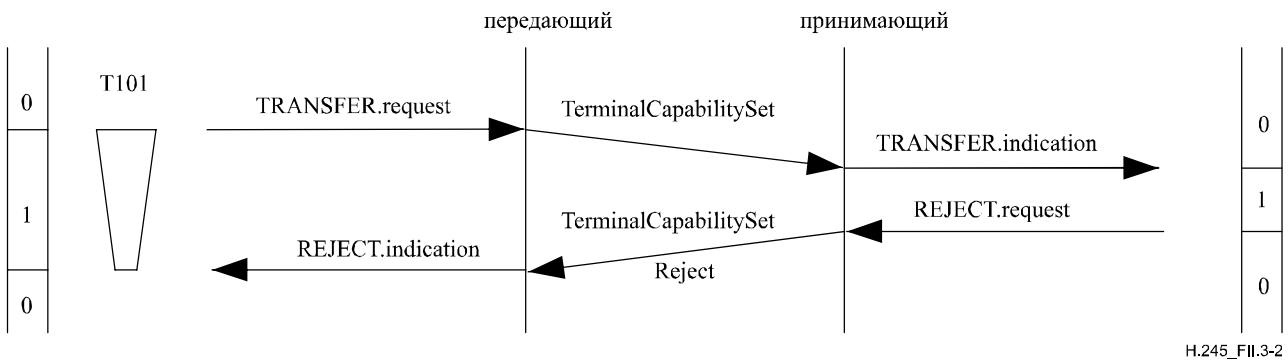 передающий
принимающий
T101
0
TRANSFER.request
TerminalCapabilitySet
0
TRANSFER.indication
1
TerminalCapabilitySet
REJECT.request
1
REJECT.indication
Reject
0
0
H.245_FII.3-2